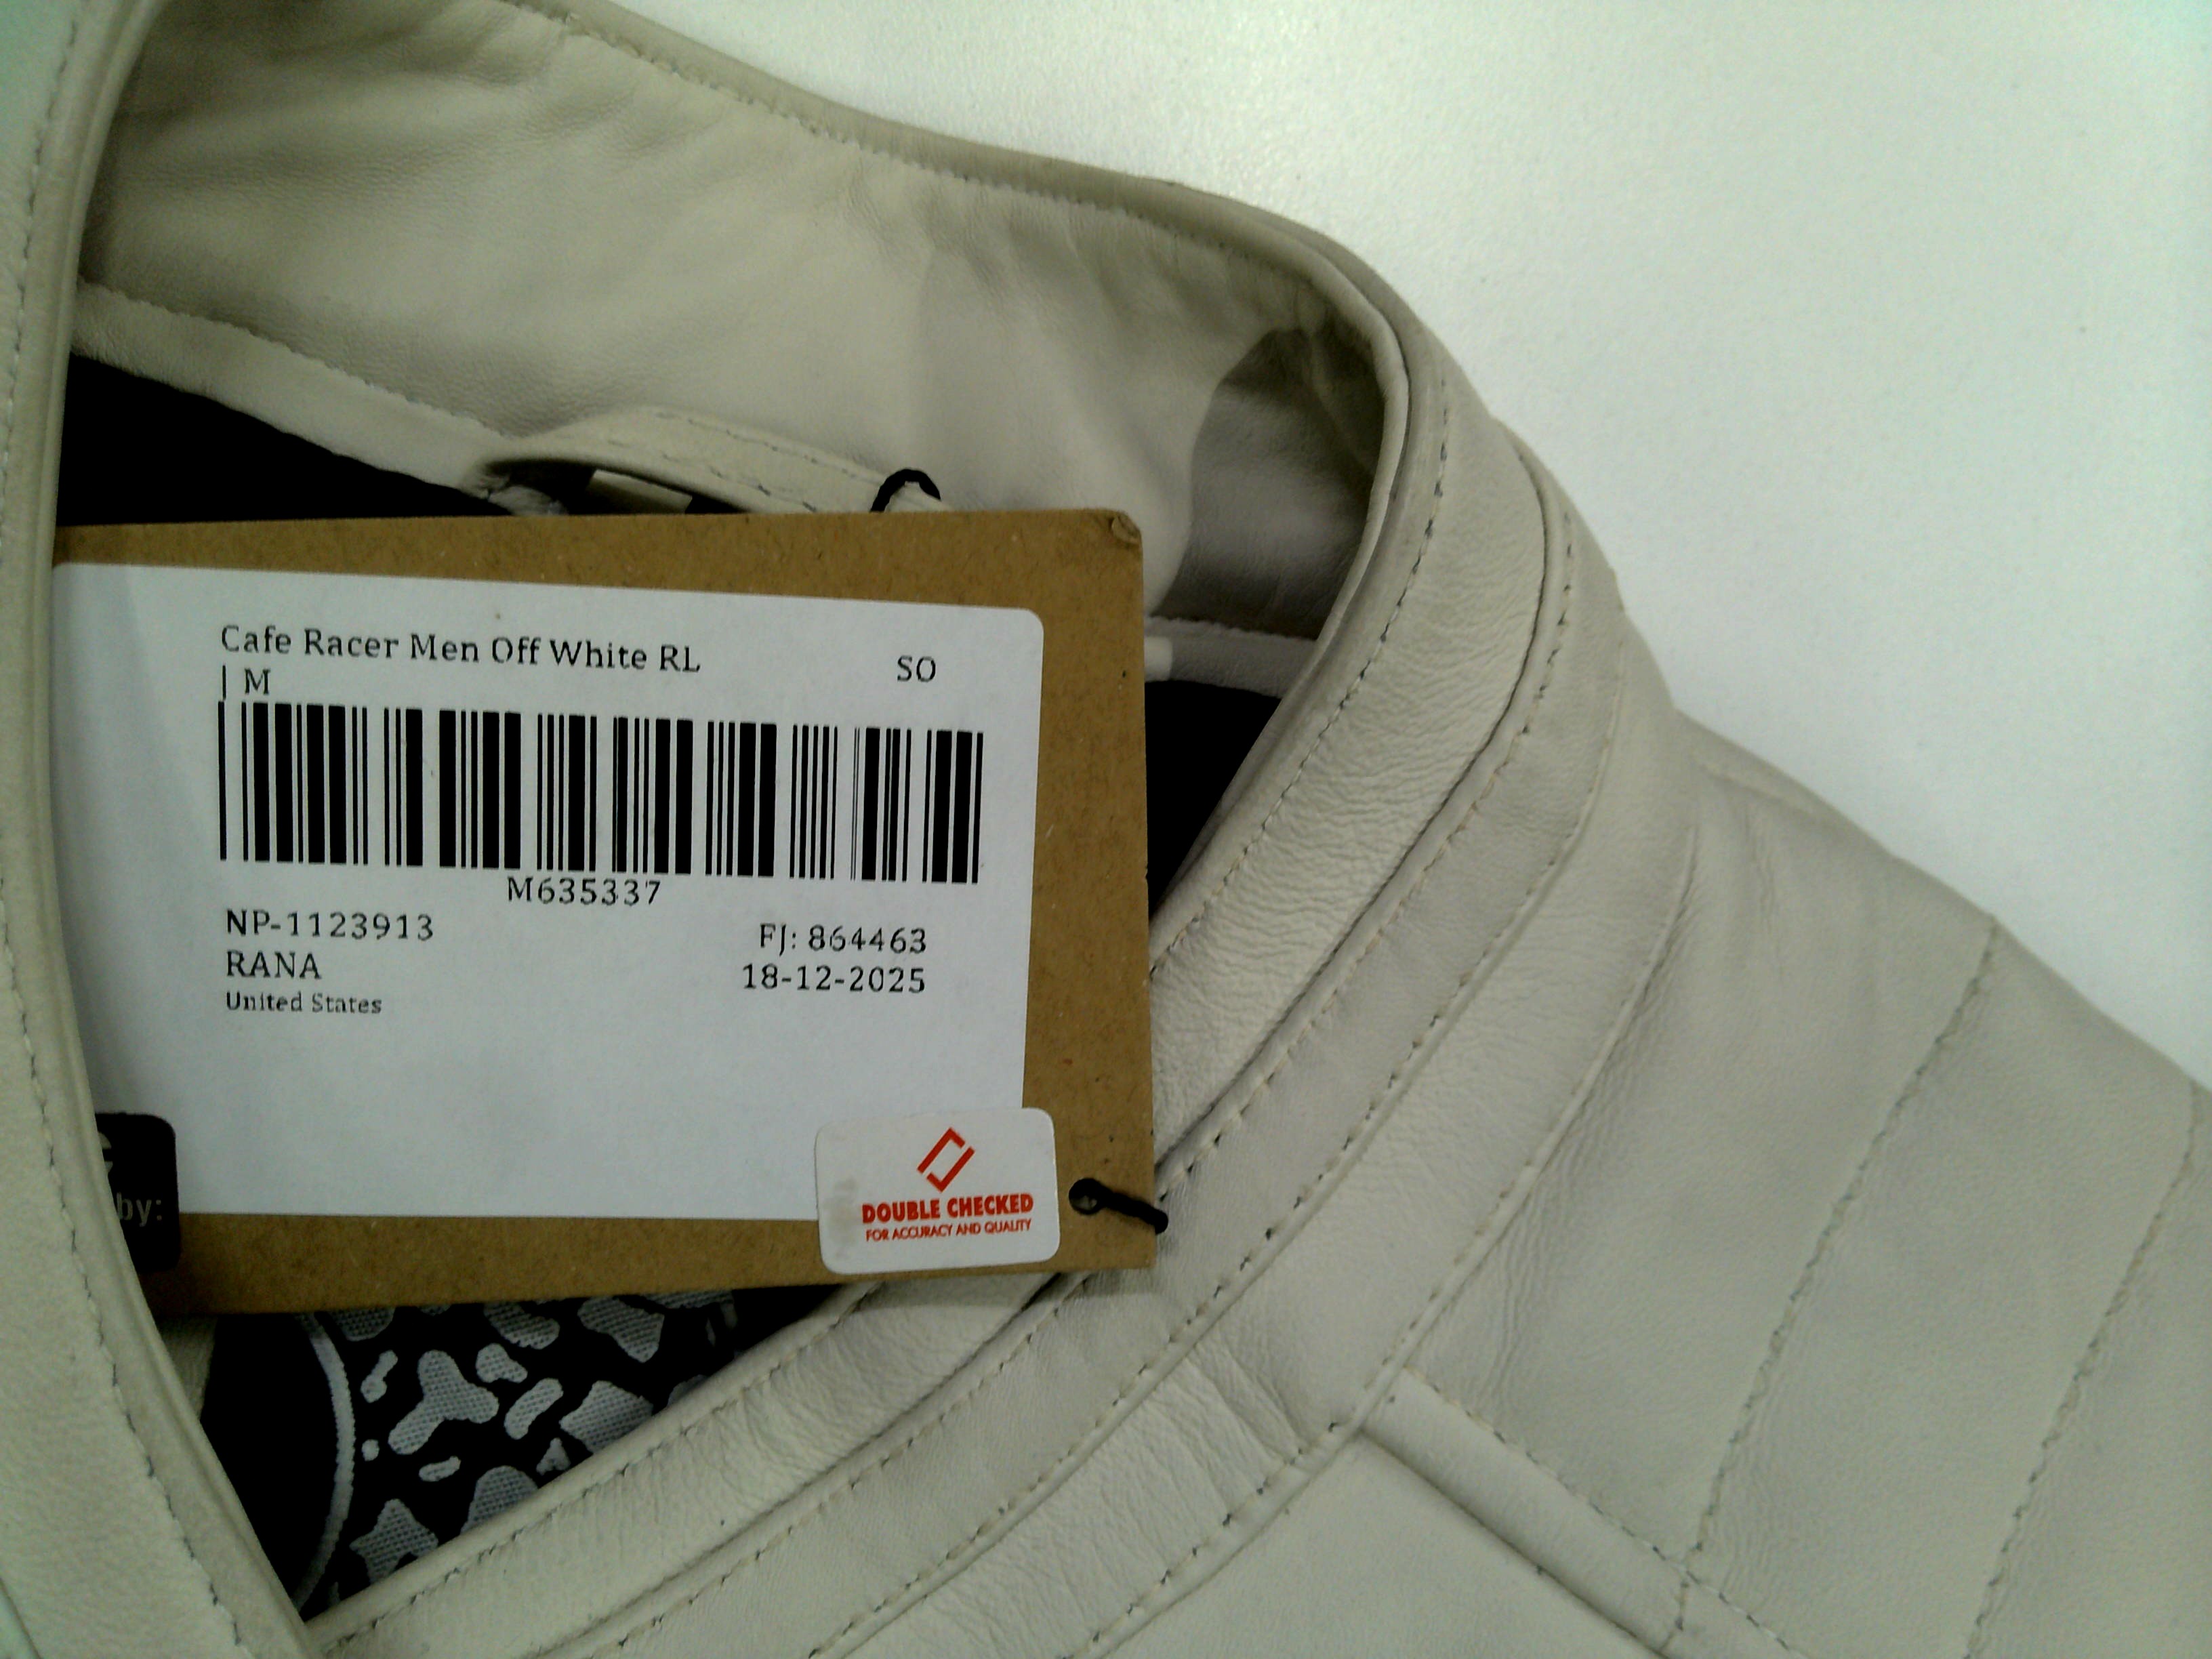 Cafe Racer Men Off White RL
| M
SO
M635337
NP-1123913
FJ: 864463
RANA
18-12-2025
United States
by:
DOUBLE CHECKED
FOR ACCURACY AND QUALITY